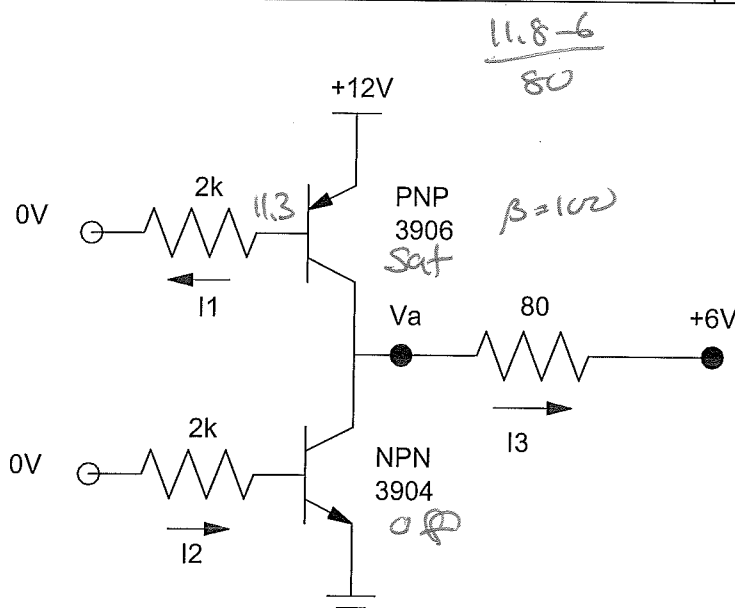 11.8-6
80
+12V
2k
0V
11.3
PNP
3906
β=100
Sat
I1
Va
80
+6V
I3
2k
0V
NPN
3904
off
I2